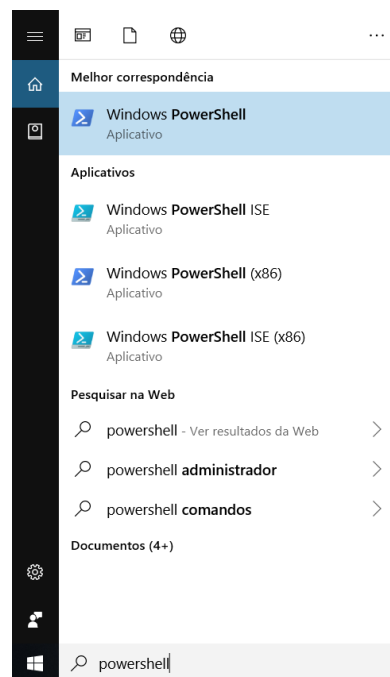 Melhor correspondência
Windows PowerShell
Aplicativo
Aplicativos
Windows PowerShell ISE
Aplicativo
Windows PowerShell (x86)
Aplicativo
Windows PowerShell ISE (x86)
Aplicativo
Pesquisar na Web
powershell - Ver resultados da Web
powershell administrador
powershell comandos
Documentos (4+)
powershell